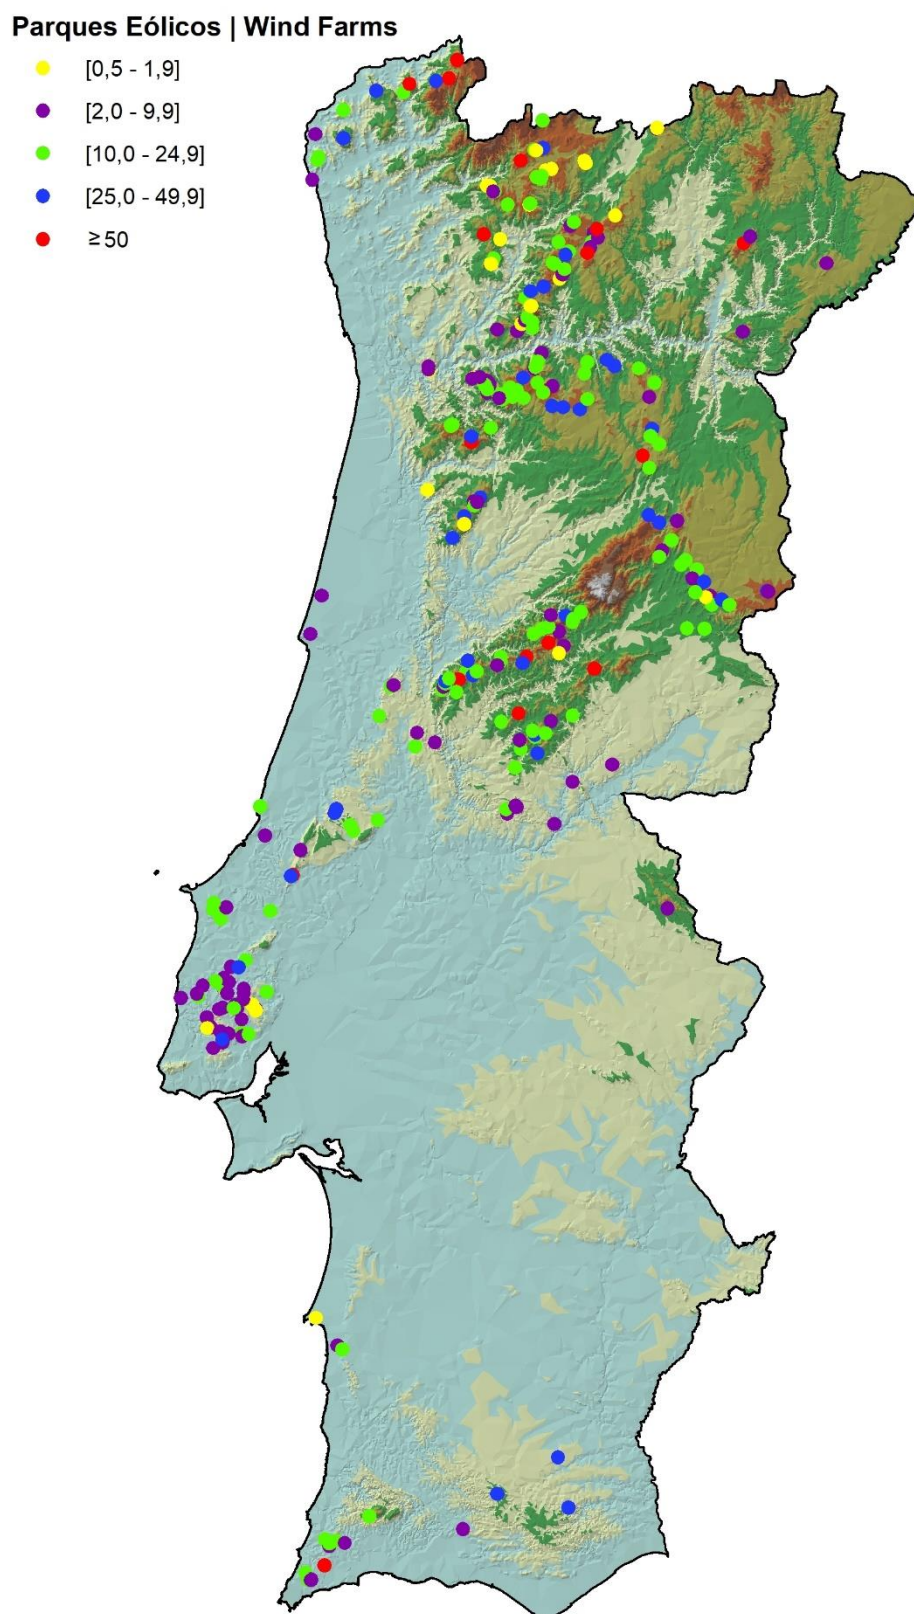 Parques Eólicos | Wind Farms
[0,5 - 1,9]
[2,0 - 9,9]
[10,0 - 24,9]
[25,0 - 49,9]
≥ 50